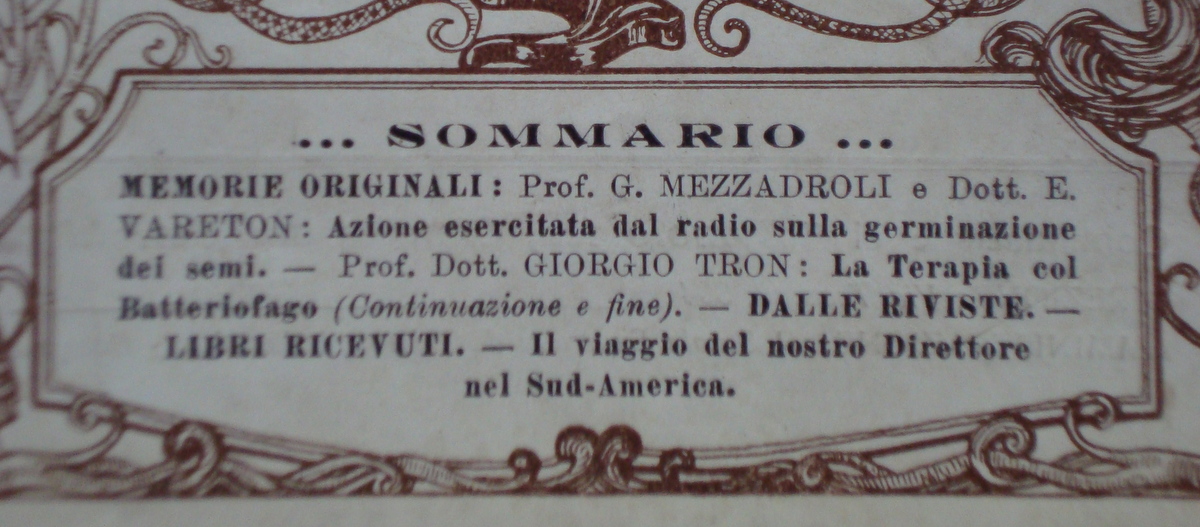 ... SOMMARIO ...
MEMORIE ORIGINALI: Prof. G. MEZZADROLI e Dott. E.
VARETON: Azione esercitata dal radio sulla germinazione
dei semi. — Prof. Dott. GIORGIO TRON: La Terapia col
Batteriofago (Continuazione e fine). — DALLE RIVISTE. —
LIBRI RICEVUTI. — Il viaggio del nostro Direttore
nel Sud-America.